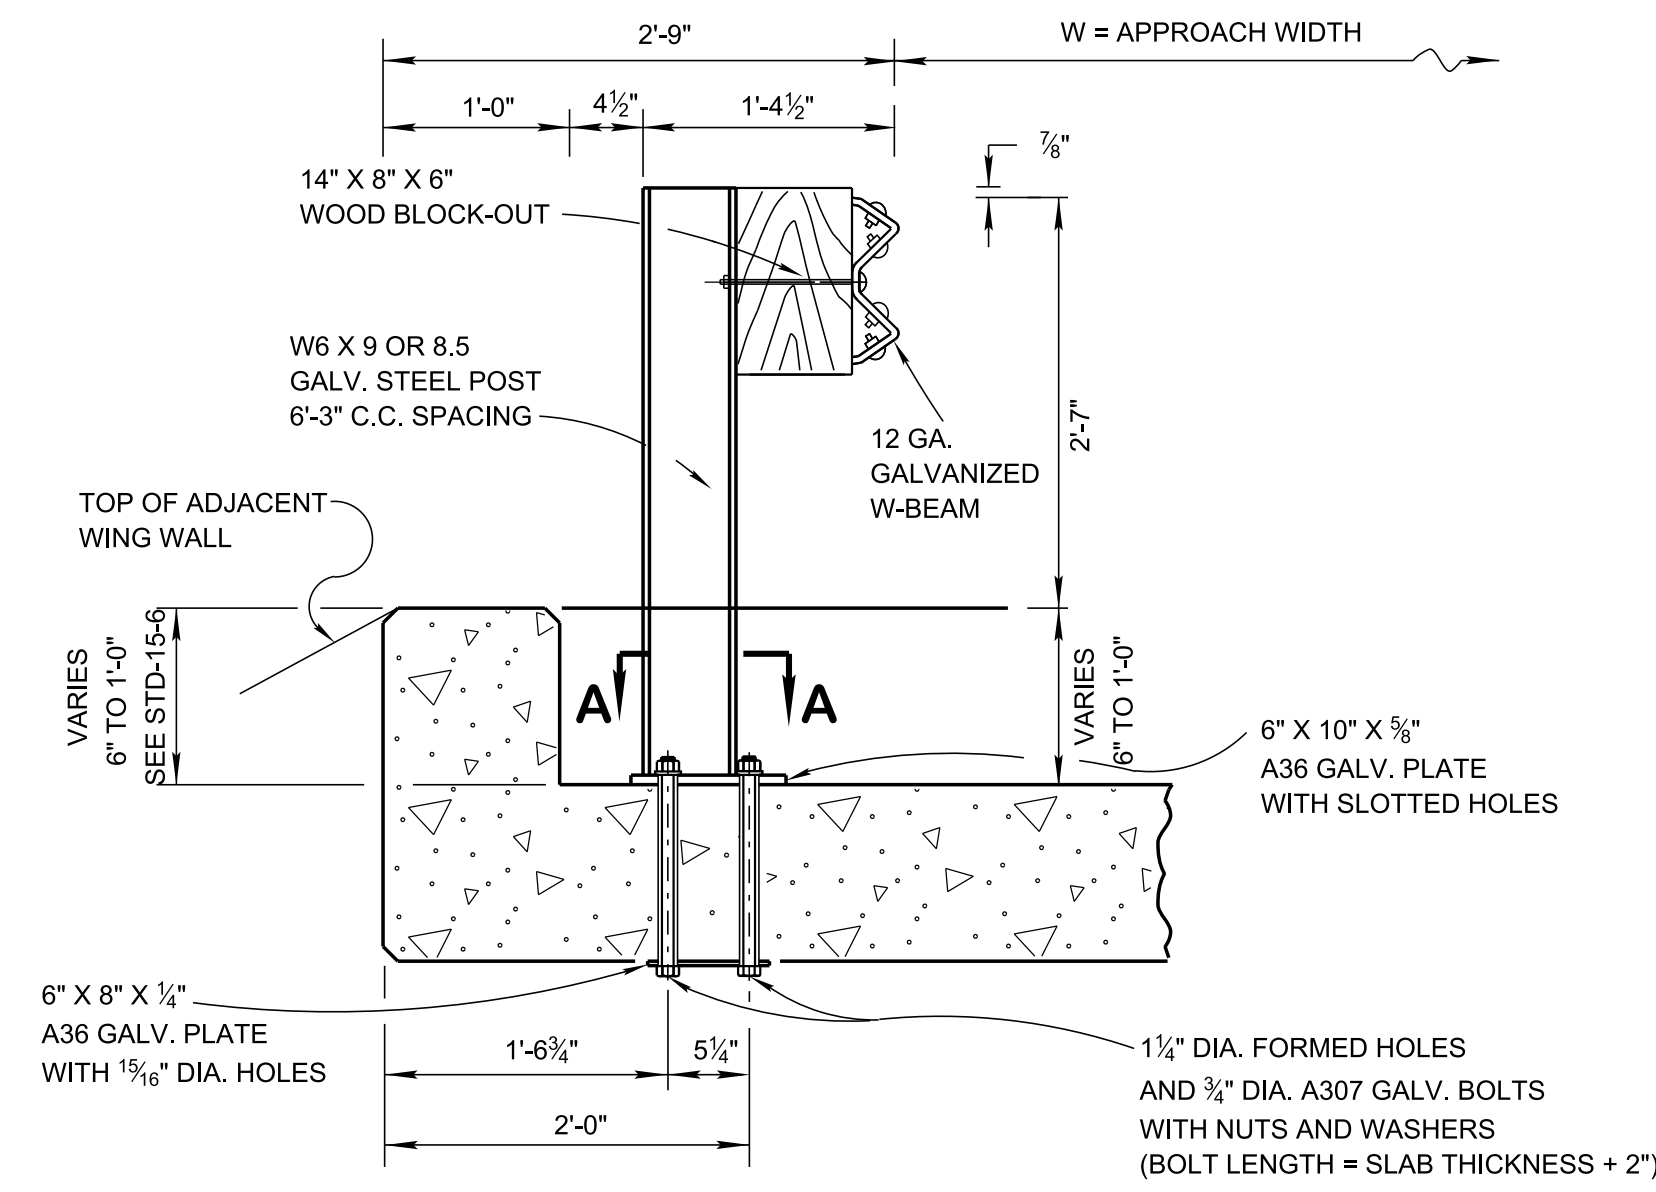 2'-9"
W = APPROACH WIDTH
1'-0"
4½"
1'-4½"
⅞"
14" X 8" X 6"
WOOD BLOCK-OUT
W6 X 9 OR 8.5
GALV. STEEL POST
6'-3" C.C. SPACING
12 GA.
GALVANIZED
W-BEAM
2'-7"
TOP OF ADJACENT
WING WALL
VARIES
6" TO 1'-0"
SEE STD-15-6
A
A
VARIES
6" TO 1'-0"
6" X 10" X ⅝"
A36 GALV. PLATE
WITH SLOTTED HOLES
6" X 8" X ¼"
A36 GALV. PLATE
WITH 15/16" DIA. HOLES
1'-6¾"
5¼"
2'-0"
1¼" DIA. FORMED HOLES
AND ¾" DIA. A307 GALV. BOLTS
WITH NUTS AND WASHERS
(BOLT LENGTH = SLAB THICKNESS + 2")